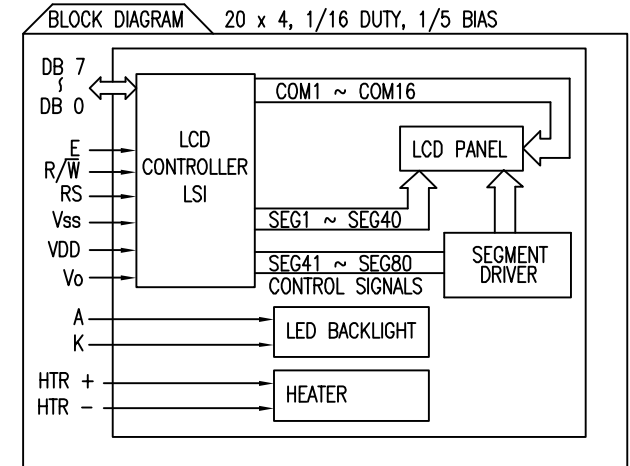 BLOCK DIAGRAM
20 x 4, 1/16 DUTY, 1/5 BIAS
DB 7
~
DB 0
E
R/W̅
RS
Vss
VDD
Vo
A
K
HTR +
HTR -
LCD
CONTROLLER
LSI
COM1 ~ COM16
LCD PANEL
SEG1 ~ SEG40
SEG41 ~ SEG80
CONTROL SIGNALS
SEGMENT
DRIVER
LED BACKLIGHT
HEATER